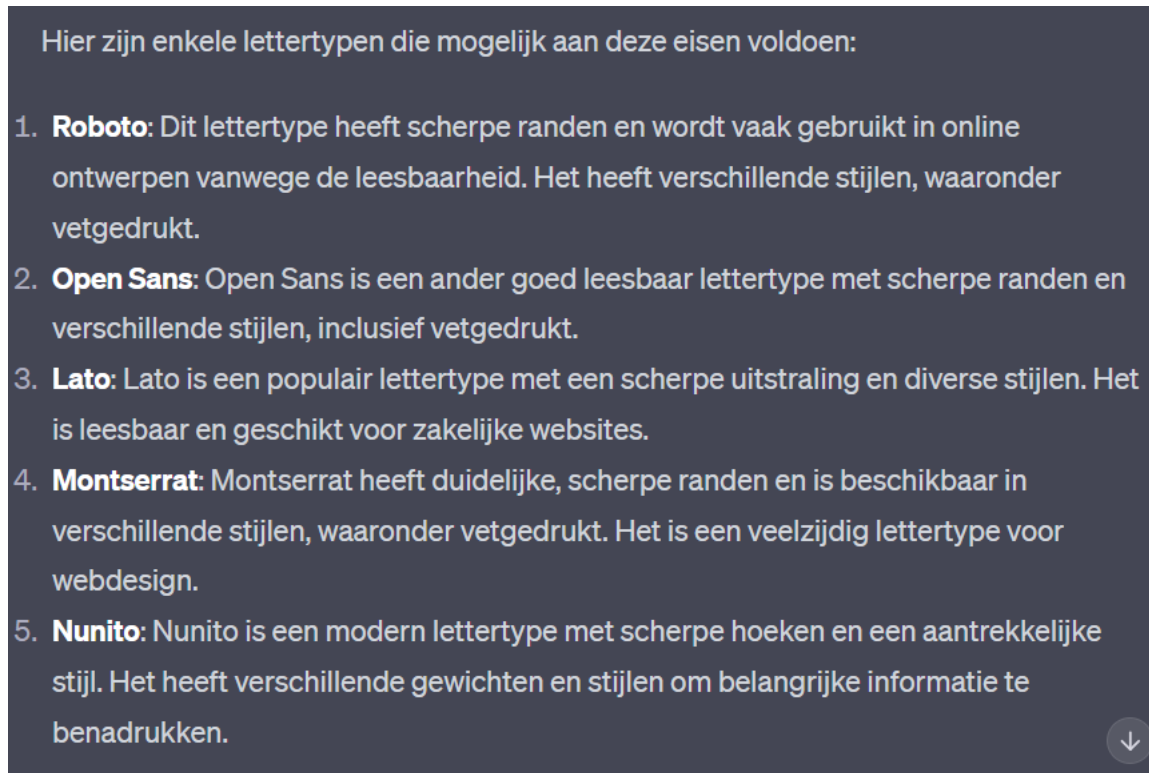 Hier zijn enkele lettertypen die mogelijk aan deze eisen voldoen:
1. Roboto: Dit lettertype heeft scherpe randen en wordt vaak gebruikt in online
ontwerpen vanwege de leesbaarheid. Het heeft verschillende stijlen, waaronder
vetgedrukt.
2. Open Sans: Open Sans is een ander goed leesbaar lettertype met scherpe randen en
verschillende stijlen, inclusief vetgedrukt.
3. Lato: Lato is een populair lettertype met een scherpe uitstraling en diverse stijlen. Het
is leesbaar en geschikt voor zakelijke websites.
4. Montserrat: Montserrat heeft duidelijke, scherpe randen en is beschikbaar in
verschillende stijlen, waaronder vetgedrukt. Het is een veelzijdig lettertype voor
webdesign.
5. Nunito: Nunito is een modern lettertype met scherpe hoeken en een aantrekkelijke
stijl. Het heeft verschillende gewichten en stijlen om belangrijke informatie te
benadrukken.